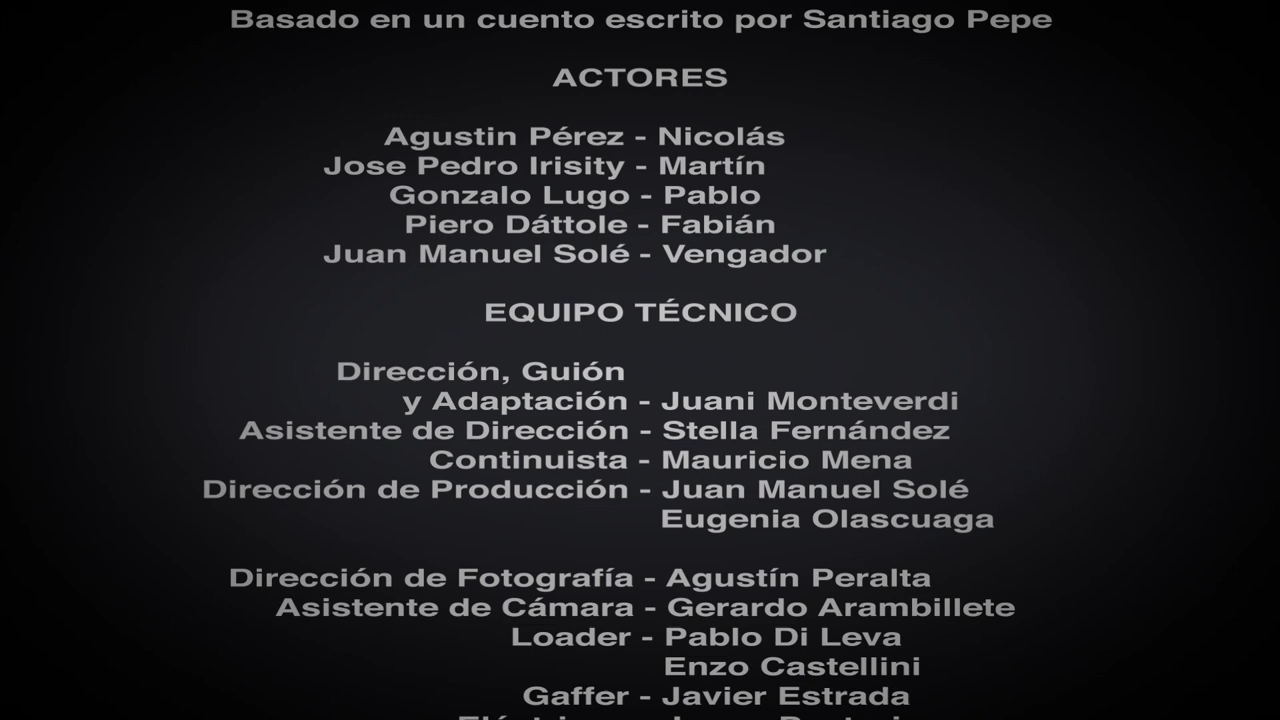 Basado en un cuento escrito por Santiago Pepe
ACTORES
Agustin Pérez - Nicolás
Jose Pedro Irisity - Martín
Gonzalo Lugo - Pablo
Piero Dáttole - Fabián
Juan Manuel Solé - Vengador
EQUIPO TÉCNICO
Dirección, Guión
y Adaptación - Juani Monteverdi
Asistente de Dirección - Stella Fernández
Continuista - Mauricio Mena
Dirección de Producción - Juan Manuel Solé
Eugenia Olascuaga
Dirección de Fotografía - Agustín Peralta
Asistente de Cámara - Gerardo Arambillete
Loader - Pablo Di Leva
Enzo Castellini
Gaffer - Javier Estrada